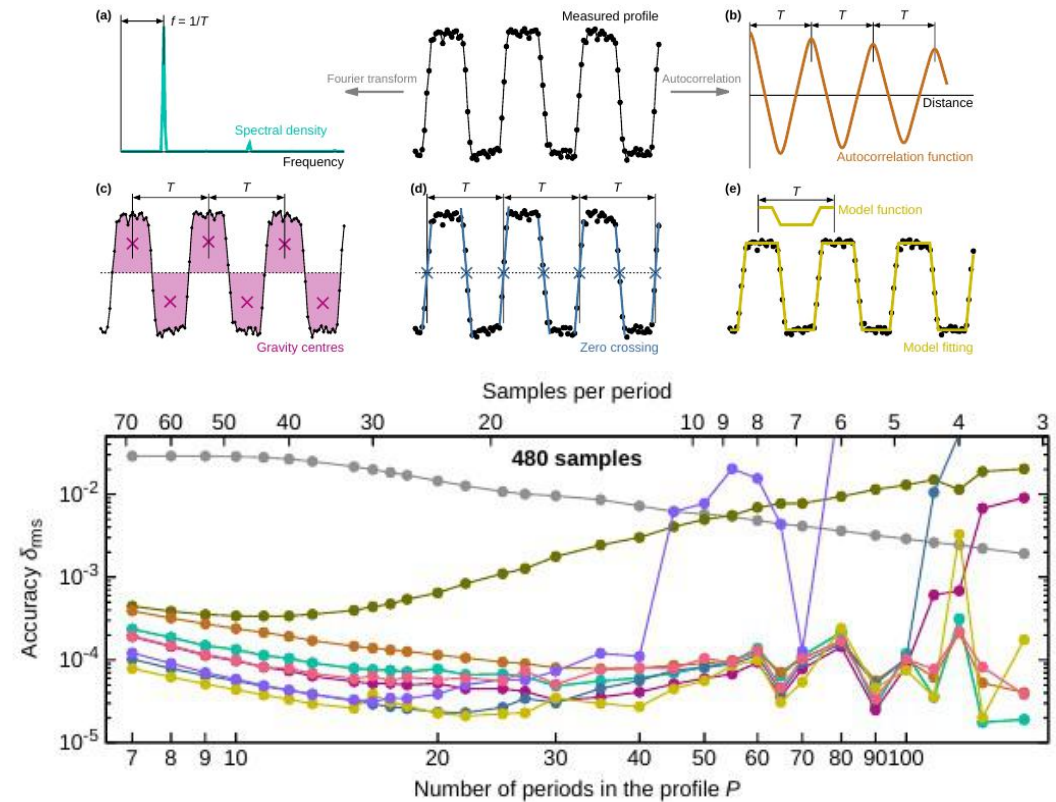 (a)
f = 1/T
Spectral density
Frequency
Fourier transform
Measured profile
Autocorrelation
(b)
T T T
Distance
Autocorrelation function
(c)
T T
Gravity centres
(d)
T T T
Zero crossing
(e)
T
Model function
Model fitting
Samples per period
70 60 50 40 30 20 10 9 8 7 6 5 4 3
480 samples
Accuracy δrms
10-2
10-3
10-4
10-5
7 8 9 10 20 30 40 50 60 70 80 90100
Number of periods in the profile P